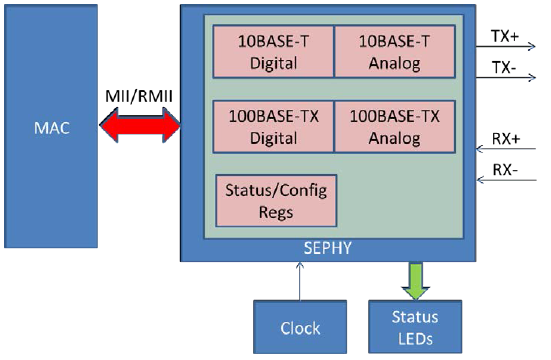 10BASE-T
Digital
10BASE-T
Analog
TX+
TX-
MII/RMII
MAC
100BASE-TX
Digital
100BASE-TX
Analog
RX+
RX-
Status/Config
Regs
SEPHY
Clock
Status
LEDs